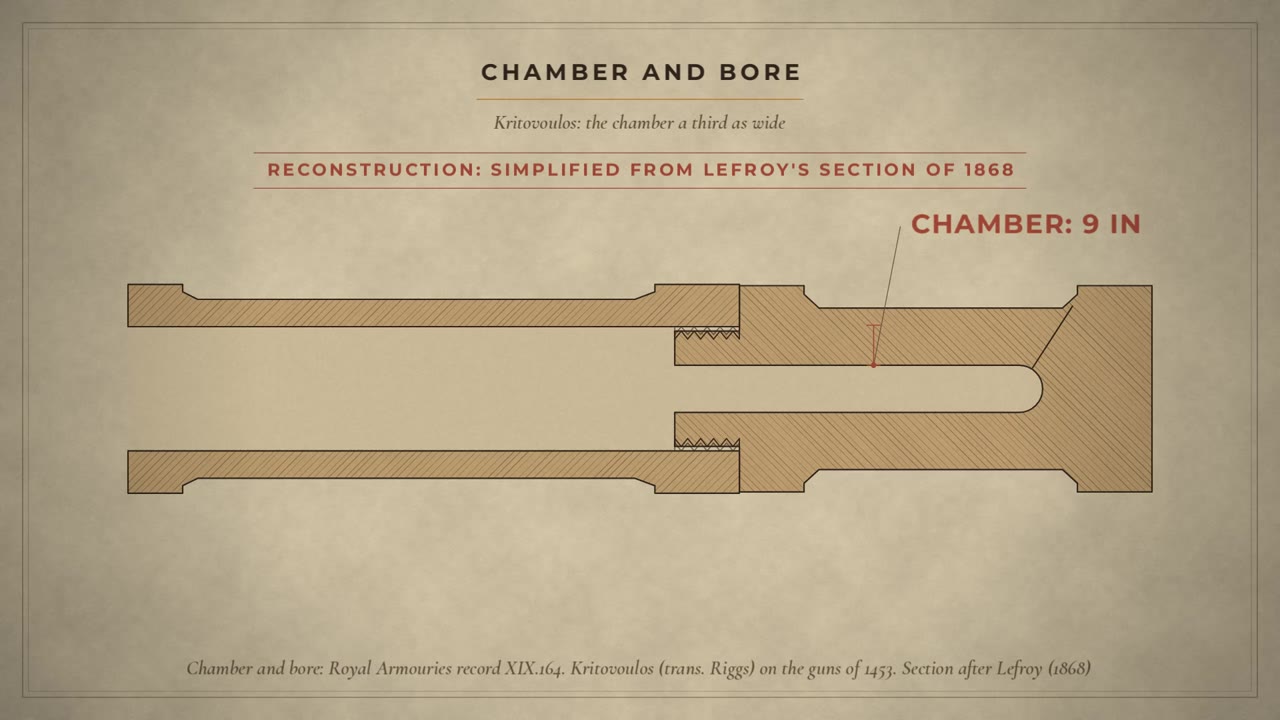 CHAMBER AND BORE
Kritovoulos: the chamber a third as wide
RECONSTRUCTION: SIMPLIFIED FROM LEFROY'S SECTION OF 1868
CHAMBER: 9 IN
Chamber and bore: Royal Armouries record XIX.164. Kritovoulos (trans. Riggs) on the guns of 1453. Section after Lefroy (1868)